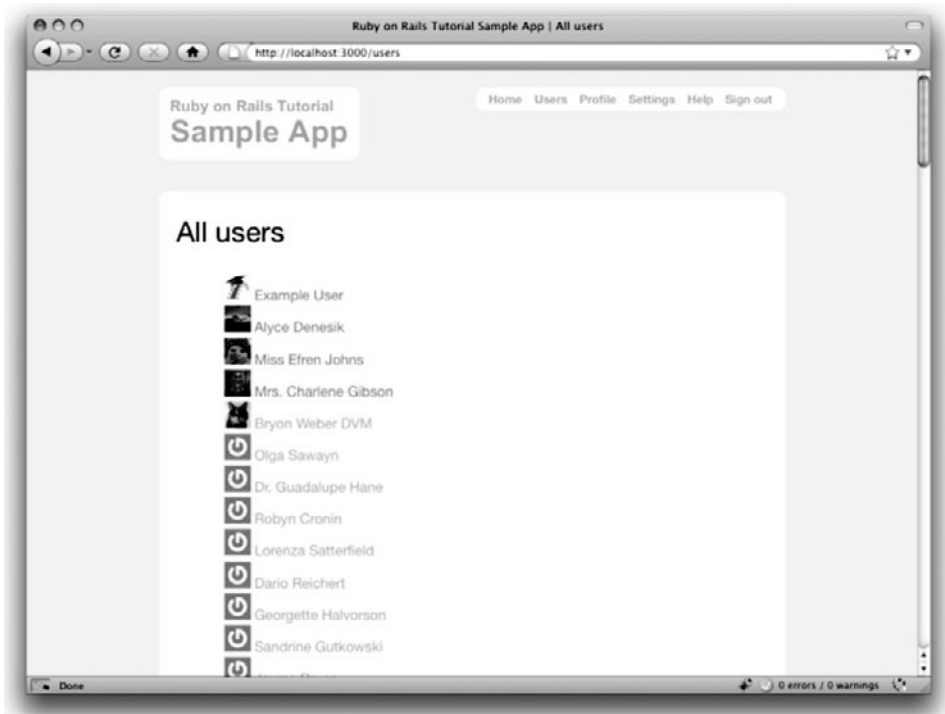 Ruby on Rails Tutorial Sample App | All users
http://localhost:3000/users
Ruby on Rails Tutorial
Sample App
Home Users Profile Settings Help Sign out
All users
Example User
Alyce Denesik
Miss Efren Johns
Mrs. Charlene Gibson
Bryon Weber DVM
Olga Sawayn
Dr. Guadalupe Hane
Robyn Cronin
Lorenza Satterfield
Dario Reichert
Georgette Halvorson
Sandrine Gutkowski
Done
0 errors / 0 warnings